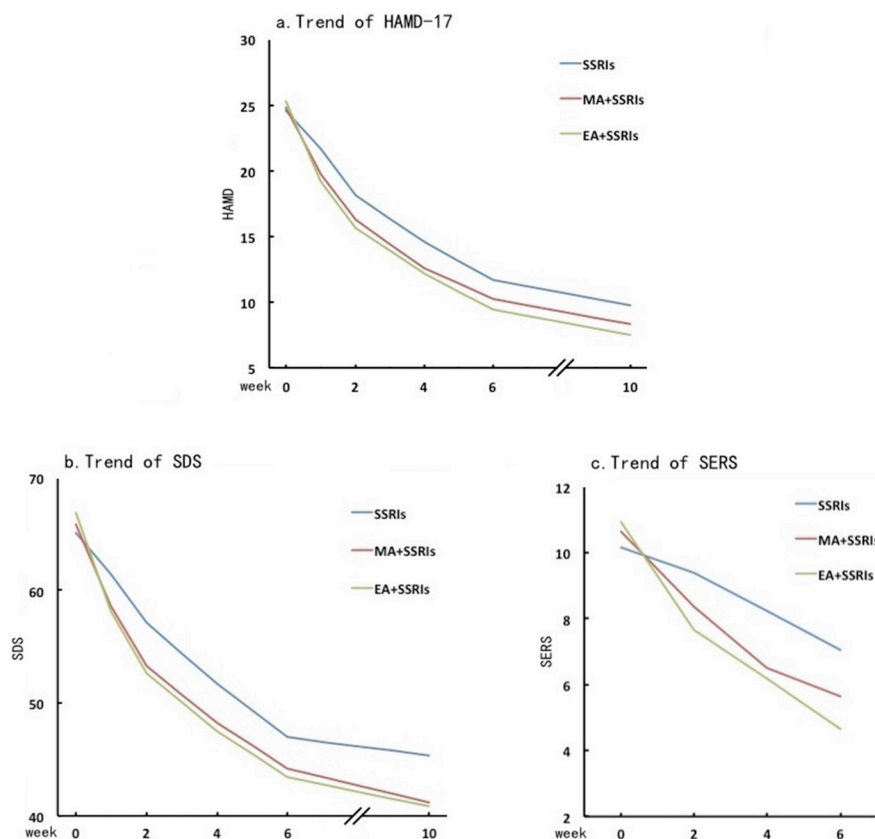 a.Trend of HAMD-17
30
25
20
15
10
5
HAMD
week 0 2 4 6 10
SSRIs
MA+SSRIs
EA+SSRIs
b.Trend of SDS
70
60
50
40
SDS
week 0 2 4 6 10
SSRIs
MA+SSRIs
EA+SSRIs
c.Trend of SERS
12
10
8
6
4
2
SERS
week 0 2 4 6
SSRIs
MA+SSRIs
EA+SSRIs